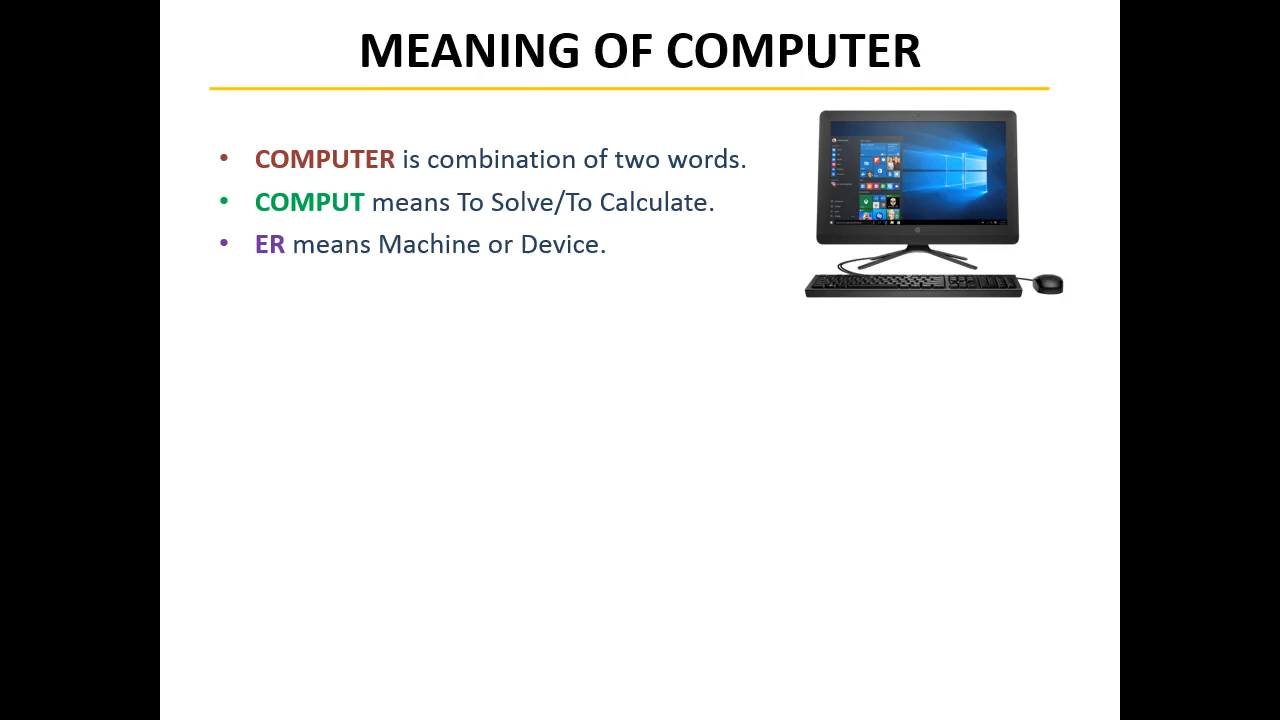 MEANING OF COMPUTER
• COMPUTER is combination of two words.
• COMPUT means To Solve/To Calculate.
• ER means Machine or Device.